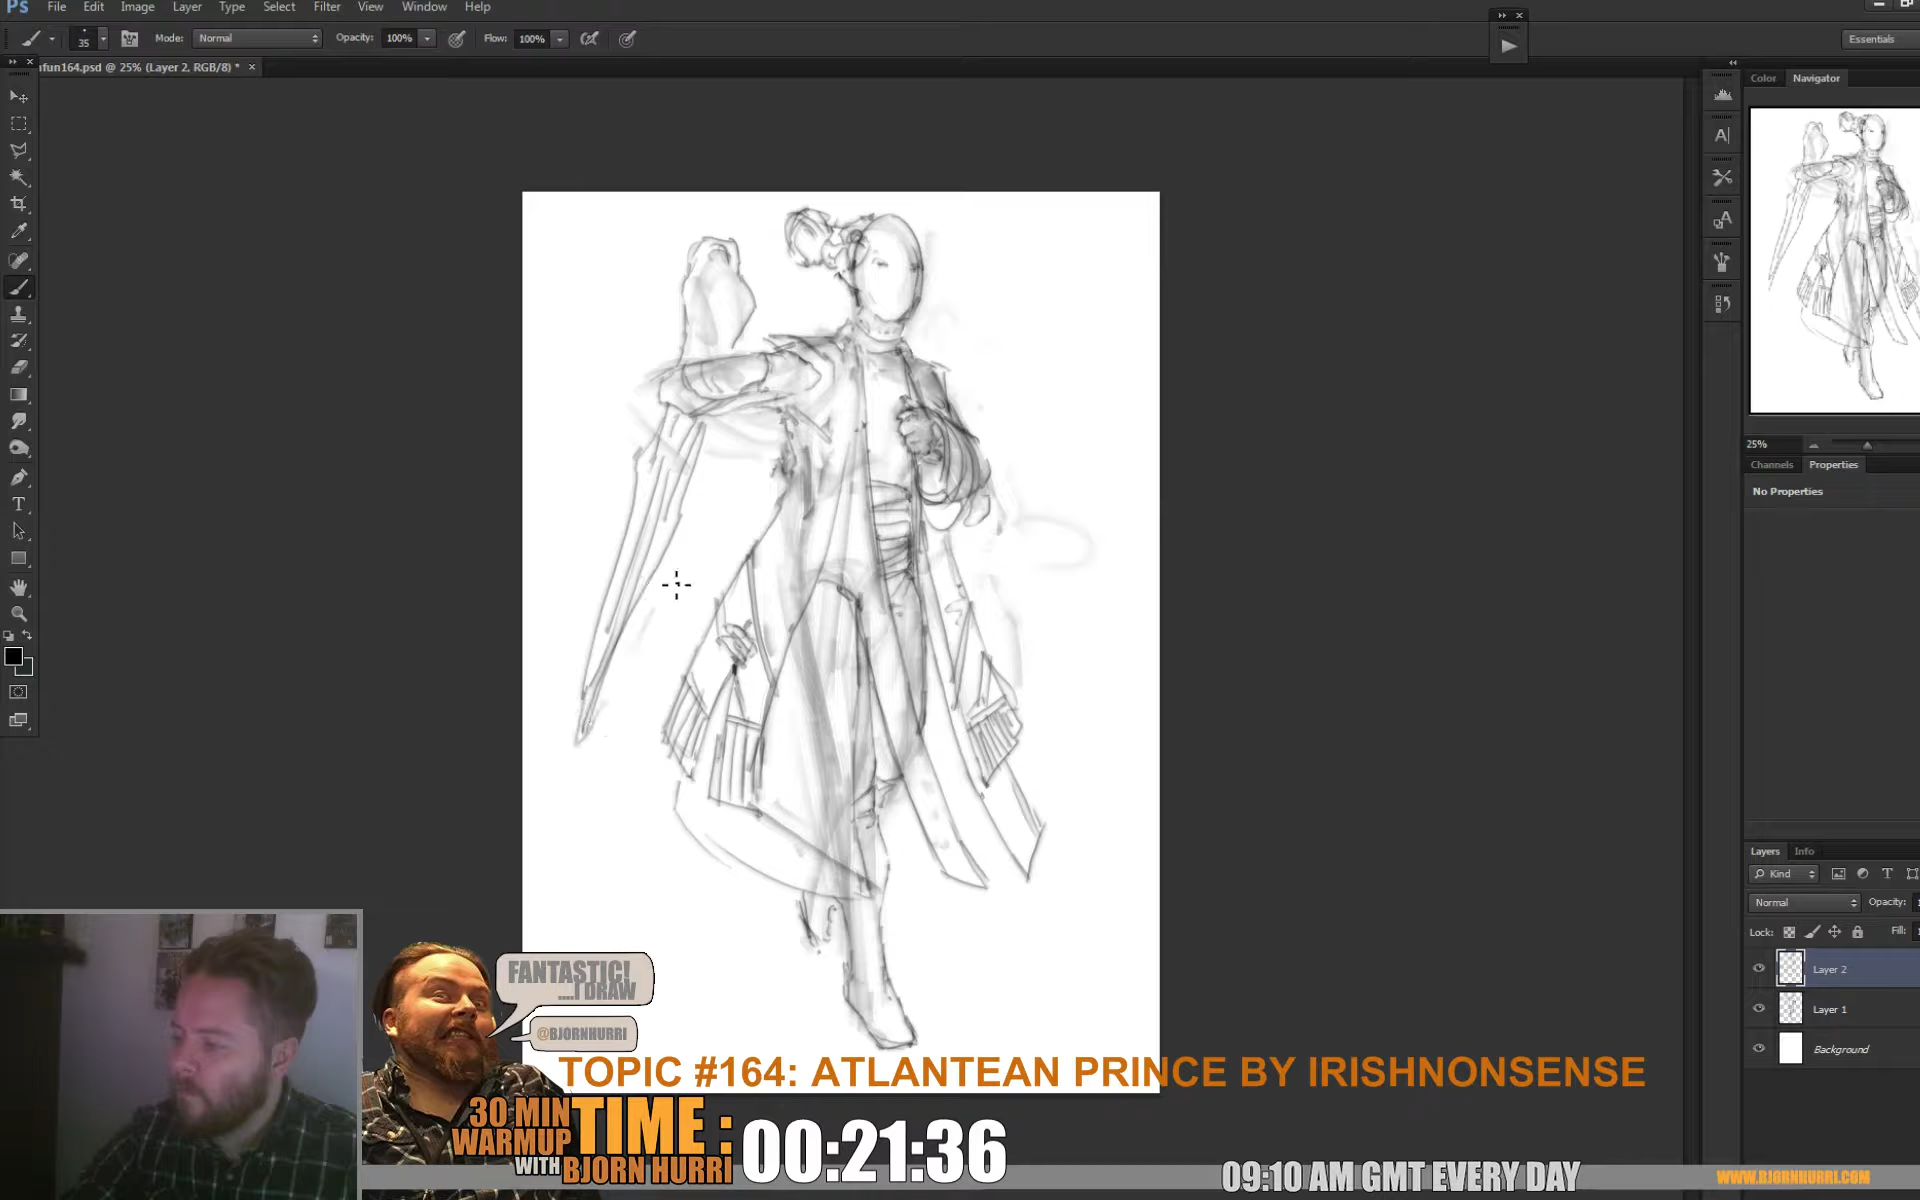 Ps File Edit Image Layer Type Select Filter View Window Help
35 Mode: Normal Opacity: 100% Flow: 100% Essentials
fun164.psd @ 25% (Layer 2, RGB/8) *
Color Navigator
25%
Channels Properties
No Properties
Layers Info
Kind
Normal Opacity:
Lock: Fill:
Layer 2
Layer 1
Background
FANTASTIC!
....I DRAW
@BJORNHURRI
TOPIC #164: ATLANTEAN PRINCE BY IRISHNONSENSE
30 MIN
WARMUP
WITH BJORN HURRI
TIME : 00:21:36
09:10 AM GMT EVERY DAY
WWW.BJORNHURRI.COM